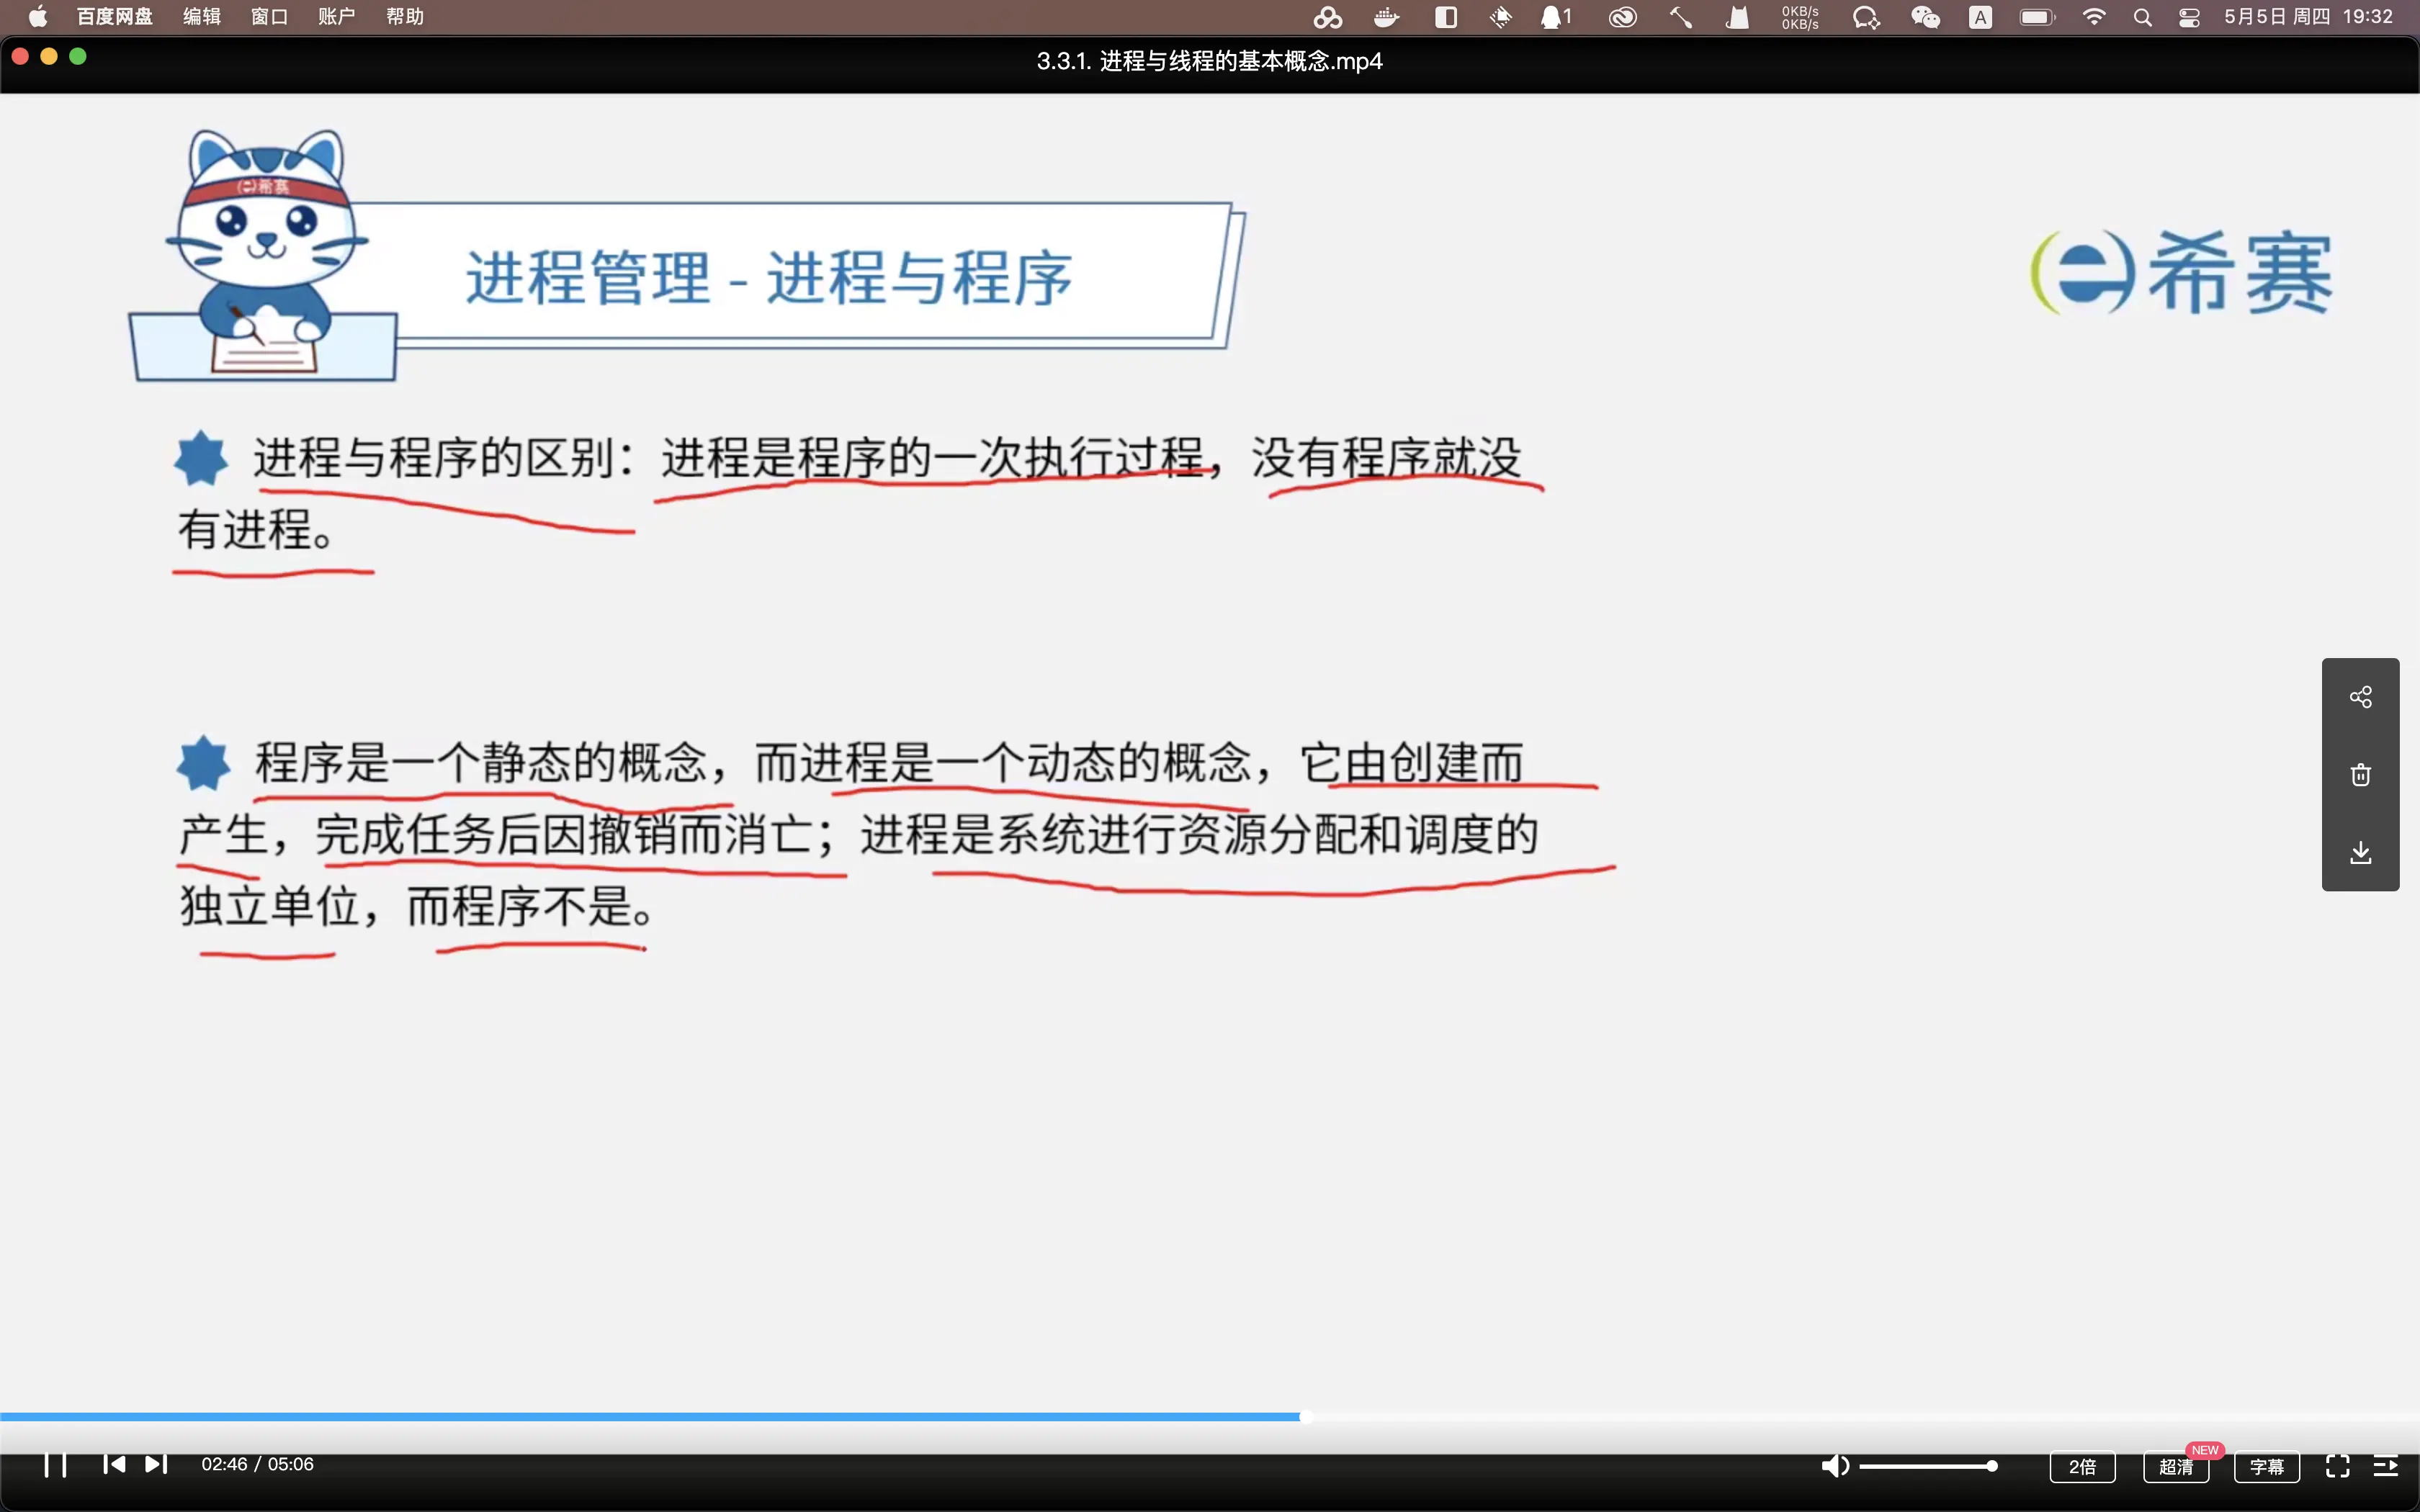 百度网盘 编辑 窗口 账户 帮助 1 0KB/s 0KB/s A 5月5日 周四 19:32
3.3.1. 进程与线程的基本概念.mp4
希赛
进程管理 - 进程与程序
希赛
进程与程序的区别：进程是程序的一次执行过程，没有程序就没
有进程。
程序是一个静态的概念，而进程是一个动态的概念，它由创建而
产生，完成任务后因撤销而消亡；进程是系统进行资源分配和调度的
独立单位，而程序不是。
02:46 / 05:06 2倍 超清 NEW 字幕